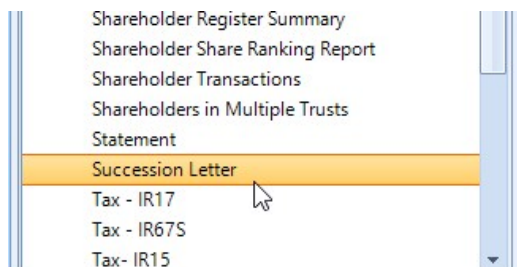 Shareholder Register Summary
Shareholder Share Ranking Report
Shareholder Transactions
Shareholders in Multiple Trusts
Statement
Succession Letter
Tax - IR17
Tax - IR67S
Tax- IR15